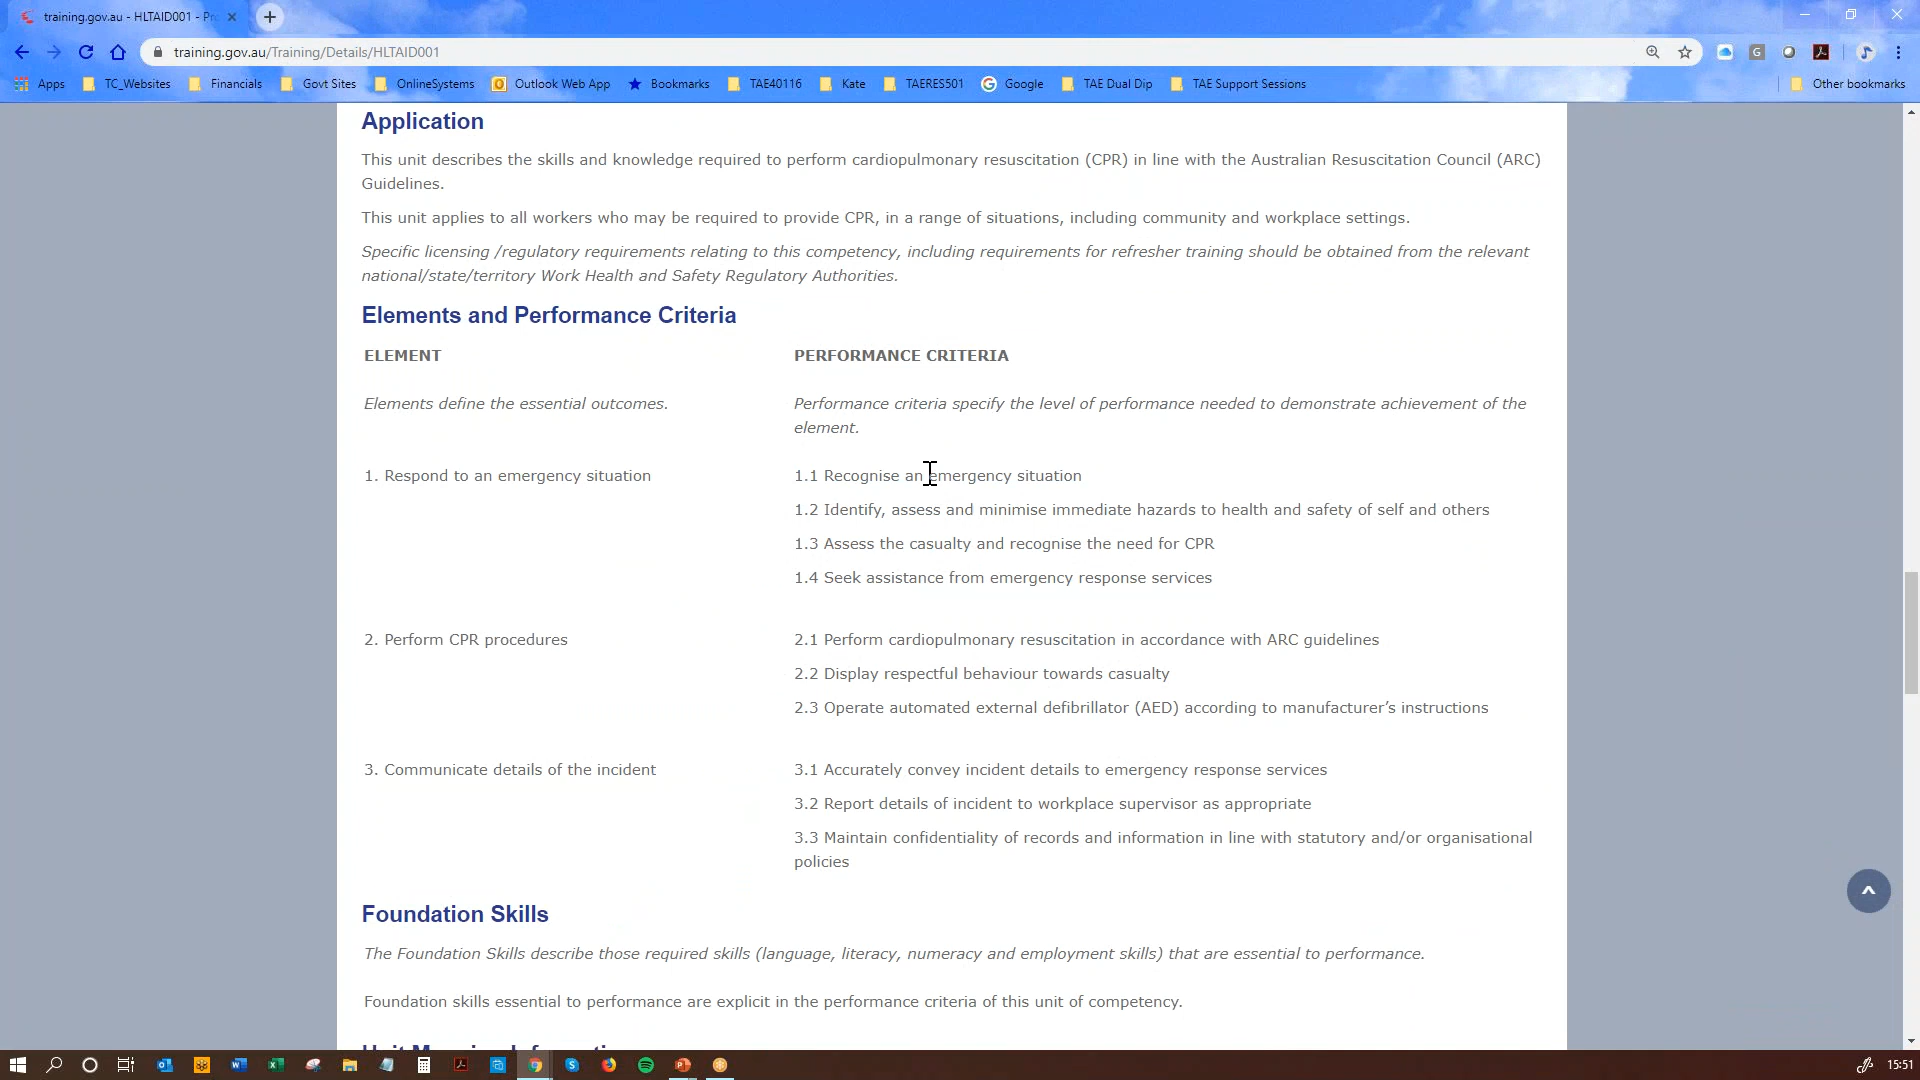 training.gov.au - HLTAID001 - Pr
training.gov.au/Training/Details/HLTAID001
Apps TC_Websites Financials Govt Sites OnlineSystems Outlook Web App Bookmarks TAE40116 Kate TAERES501 Google TAE Dual Dip TAE Support Sessions Other bookmarks
Application
This unit describes the skills and knowledge required to perform cardiopulmonary resuscitation (CPR) in line with the Australian Resuscitation Council (ARC)
Guidelines.
This unit applies to all workers who may be required to provide CPR, in a range of situations, including community and workplace settings.
Specific licensing /regulatory requirements relating to this competency, including requirements for refresher training should be obtained from the relevant
national/state/territory Work Health and Safety Regulatory Authorities.
Elements and Performance Criteria
ELEMENT PERFORMANCE CRITERIA
Elements define the essential outcomes. Performance criteria specify the level of performance needed to demonstrate achievement of the
element.
1. Respond to an emergency situation 1.1 Recognise an emergency situation
1.2 Identify, assess and minimise immediate hazards to health and safety of self and others
1.3 Assess the casualty and recognise the need for CPR
1.4 Seek assistance from emergency response services
2. Perform CPR procedures 2.1 Perform cardiopulmonary resuscitation in accordance with ARC guidelines
2.2 Display respectful behaviour towards casualty
2.3 Operate automated external defibrillator (AED) according to manufacturer’s instructions
3. Communicate details of the incident 3.1 Accurately convey incident details to emergency response services
3.2 Report details of incident to workplace supervisor as appropriate
3.3 Maintain confidentiality of records and information in line with statutory and/or organisational
policies
Foundation Skills
The Foundation Skills describe those required skills (language, literacy, numeracy and employment skills) that are essential to performance.
Foundation skills essential to performance are explicit in the performance criteria of this unit of competency.
15:51